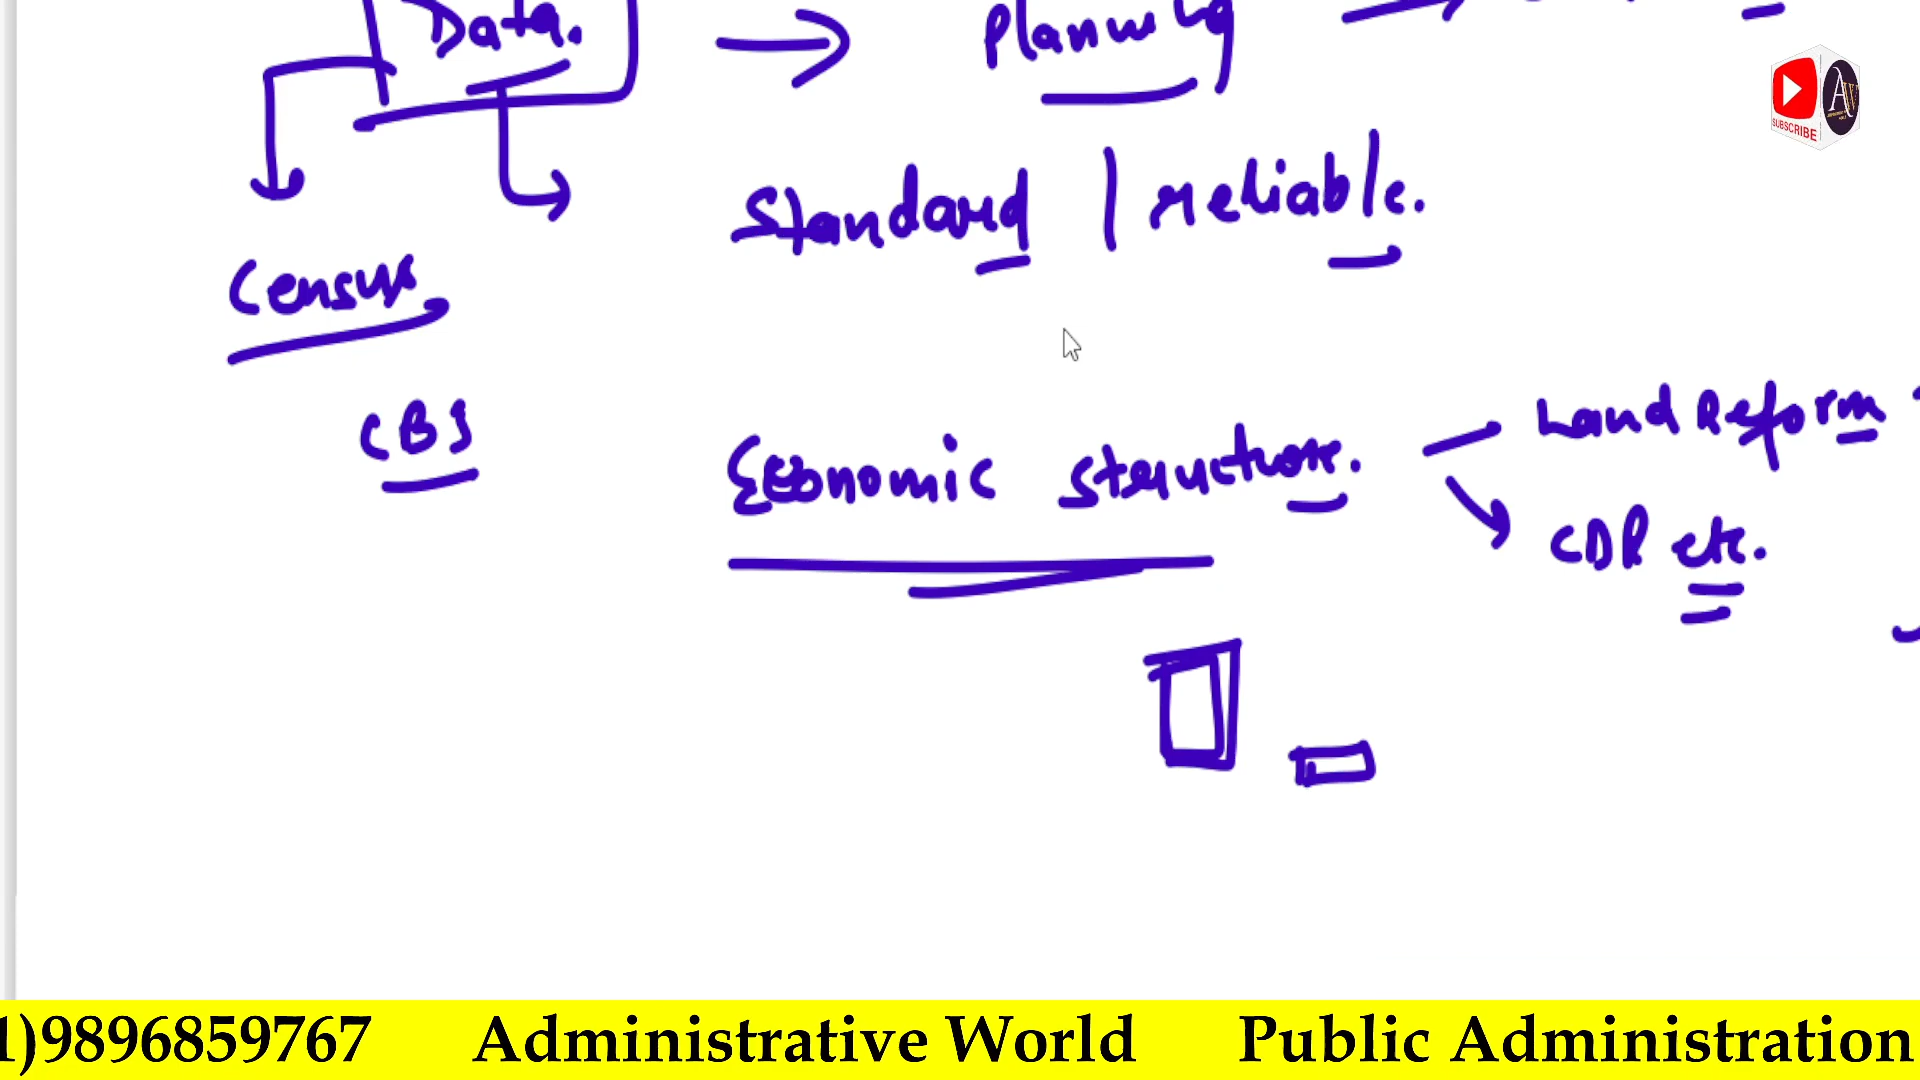 Data. → Planning →
SUBSCRIBE
AW
Standard | reliable.
Census
CBS
Land Reform
Economic structure.
CDR etc.
1)9896859767 Administrative World Public Administration